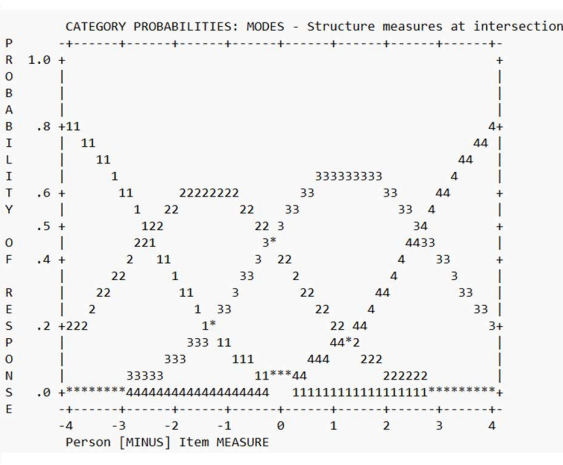 CATEGORY PROBABILITIES: MODES - Structure measures at intersection
P      -+------+------+------+------+------+------+------+------+-
R  1.0 +                                                         +
O      |                                                         |
B      |                                                         |
A      |                                                         |
B   .8 +11                                                      4+
I      |  11                                                 44 |
L      |    11                                             44   |
I      |      1                          333333333         4     |
T   .6 +       11      22222222        33         33     44      +
Y      |         1   22        22    33             33  4        |
    .5 +          122            22 3                 34         +
O      |         221              3*                 4433        |
F   .4 +        2   11           3  22              4    33      +
       |      22      1        33     2            4       3     |
R      |    22         11     3        22        44         33   |
E      |   2             1  33           22     4             33 |
S   .2 +222               1*               22 44                3+
P      |                333 11             44*2                  |
O      |             333      111       444    222               |
N      |        33333            11***44          222222         |
S   .0 +********4444444444444444444   111111111111111111*********+
E      -+------+------+------+------+------+------+------+------+-
       -4     -3     -2     -1      0      1      2      3      4
Person [MINUS] Item MEASURE